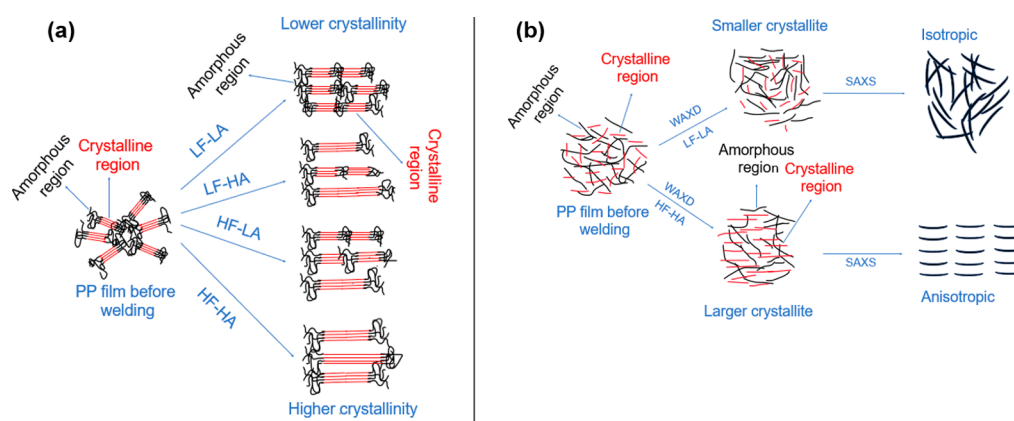 (a)
Lower crystallinity
Amorphous
region
Amorphous
region
Crystalline
region
LF-LA
LF-HA
HF-LA
HF-HA
Crystalline
region
PP film before
welding
Higher crystallinity
(b)
Smaller crystallite
Isotropic
Amorphous
region
Crystalline
region
WAXD
LF-LA
SAXS
Amorphous
region
Crystalline
region
PP film before
welding
WAXD
HF-HA
SAXS
Larger crystallite
Anisotropic